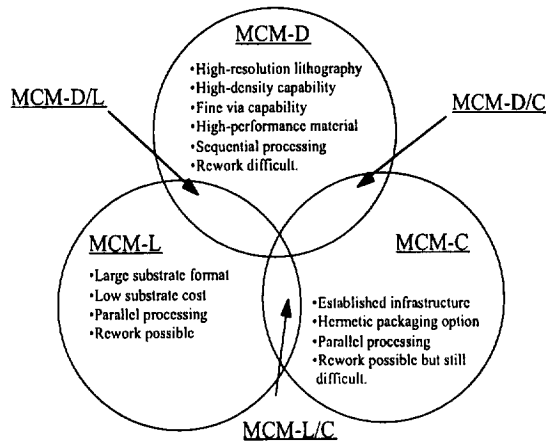 MCM-D
•High-resolution lithography
•High-density capability
•Fine via capability
•High-performance material
•Sequential processing
•Rework difficult.
MCM-D/L
MCM-D/C
MCM-L
•Large substrate format
•Low substrate cost
•Parallel processing
•Rework possible
MCM-C
•Established infrastructure
•Hermetic packaging option
•Parallel processing
•Rework possible but still
difficult.
MCM-L/C